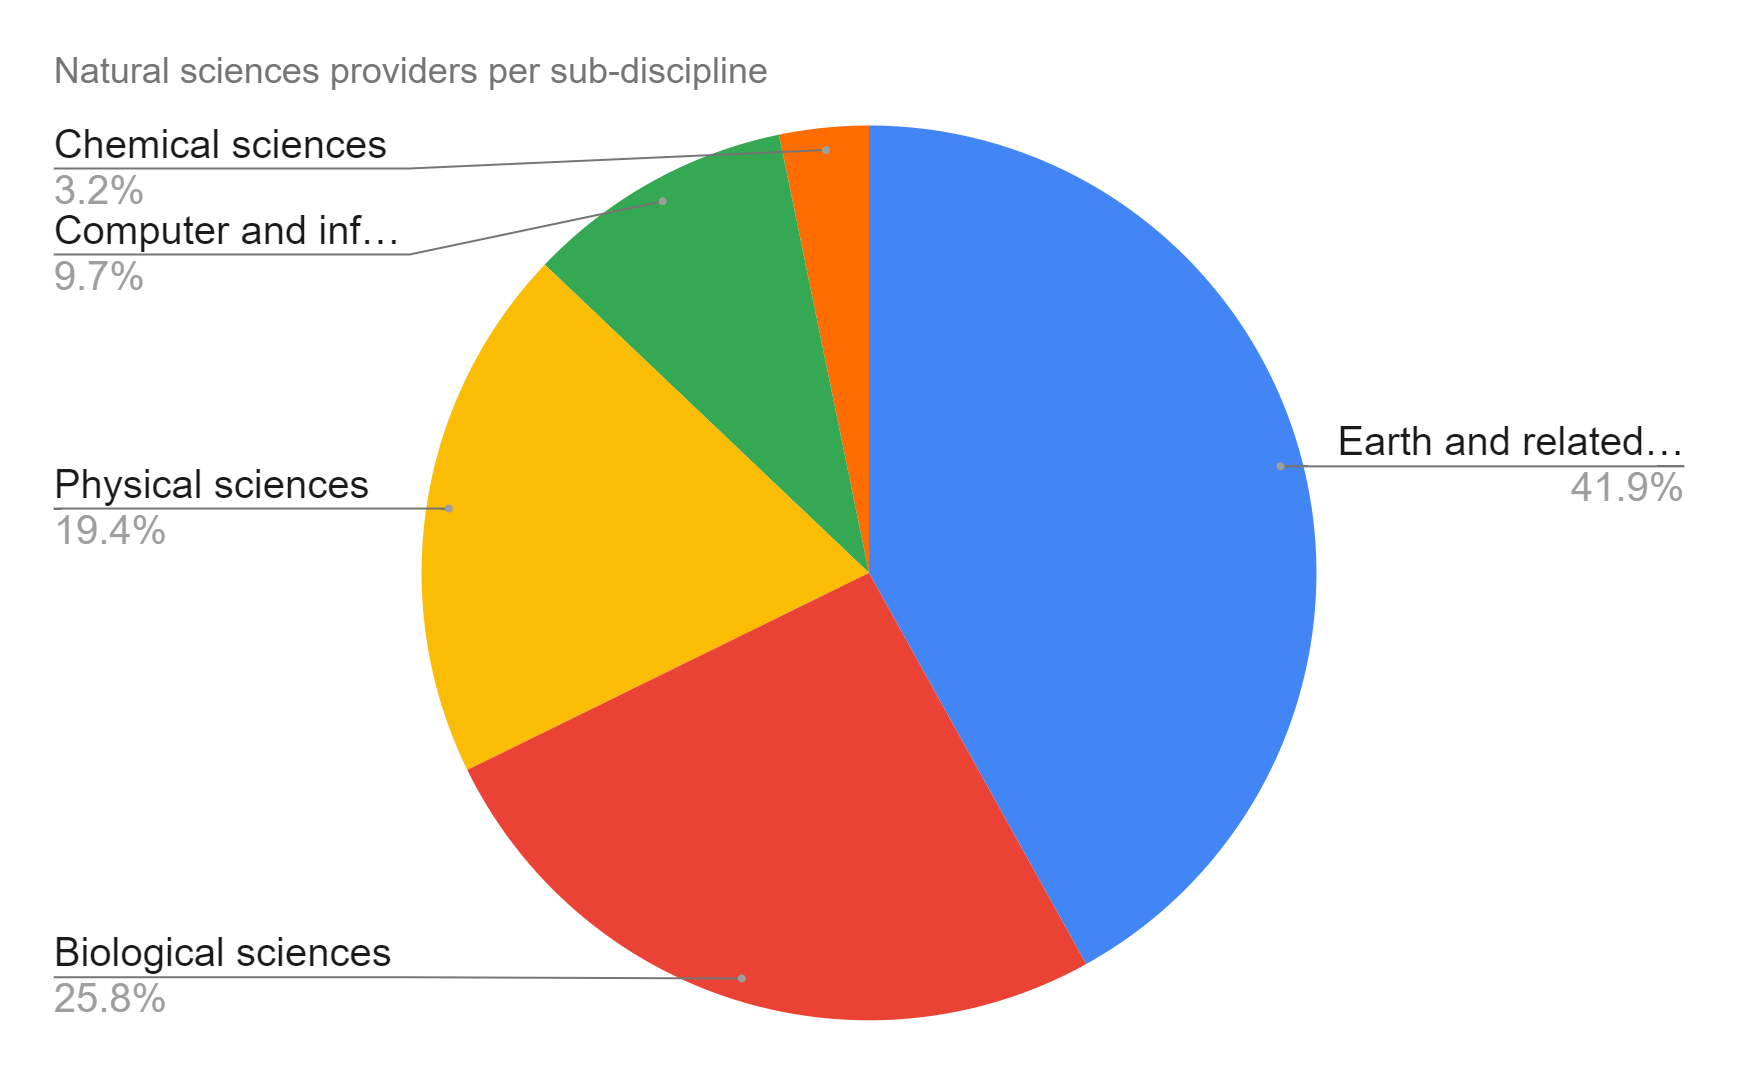 Natural sciences providers per sub-discipline
Chemical sciences
3.2%
Computer and inf…
9.7%
Physical sciences
19.4%
Biological sciences
25.8%
Earth and related…
41.9%